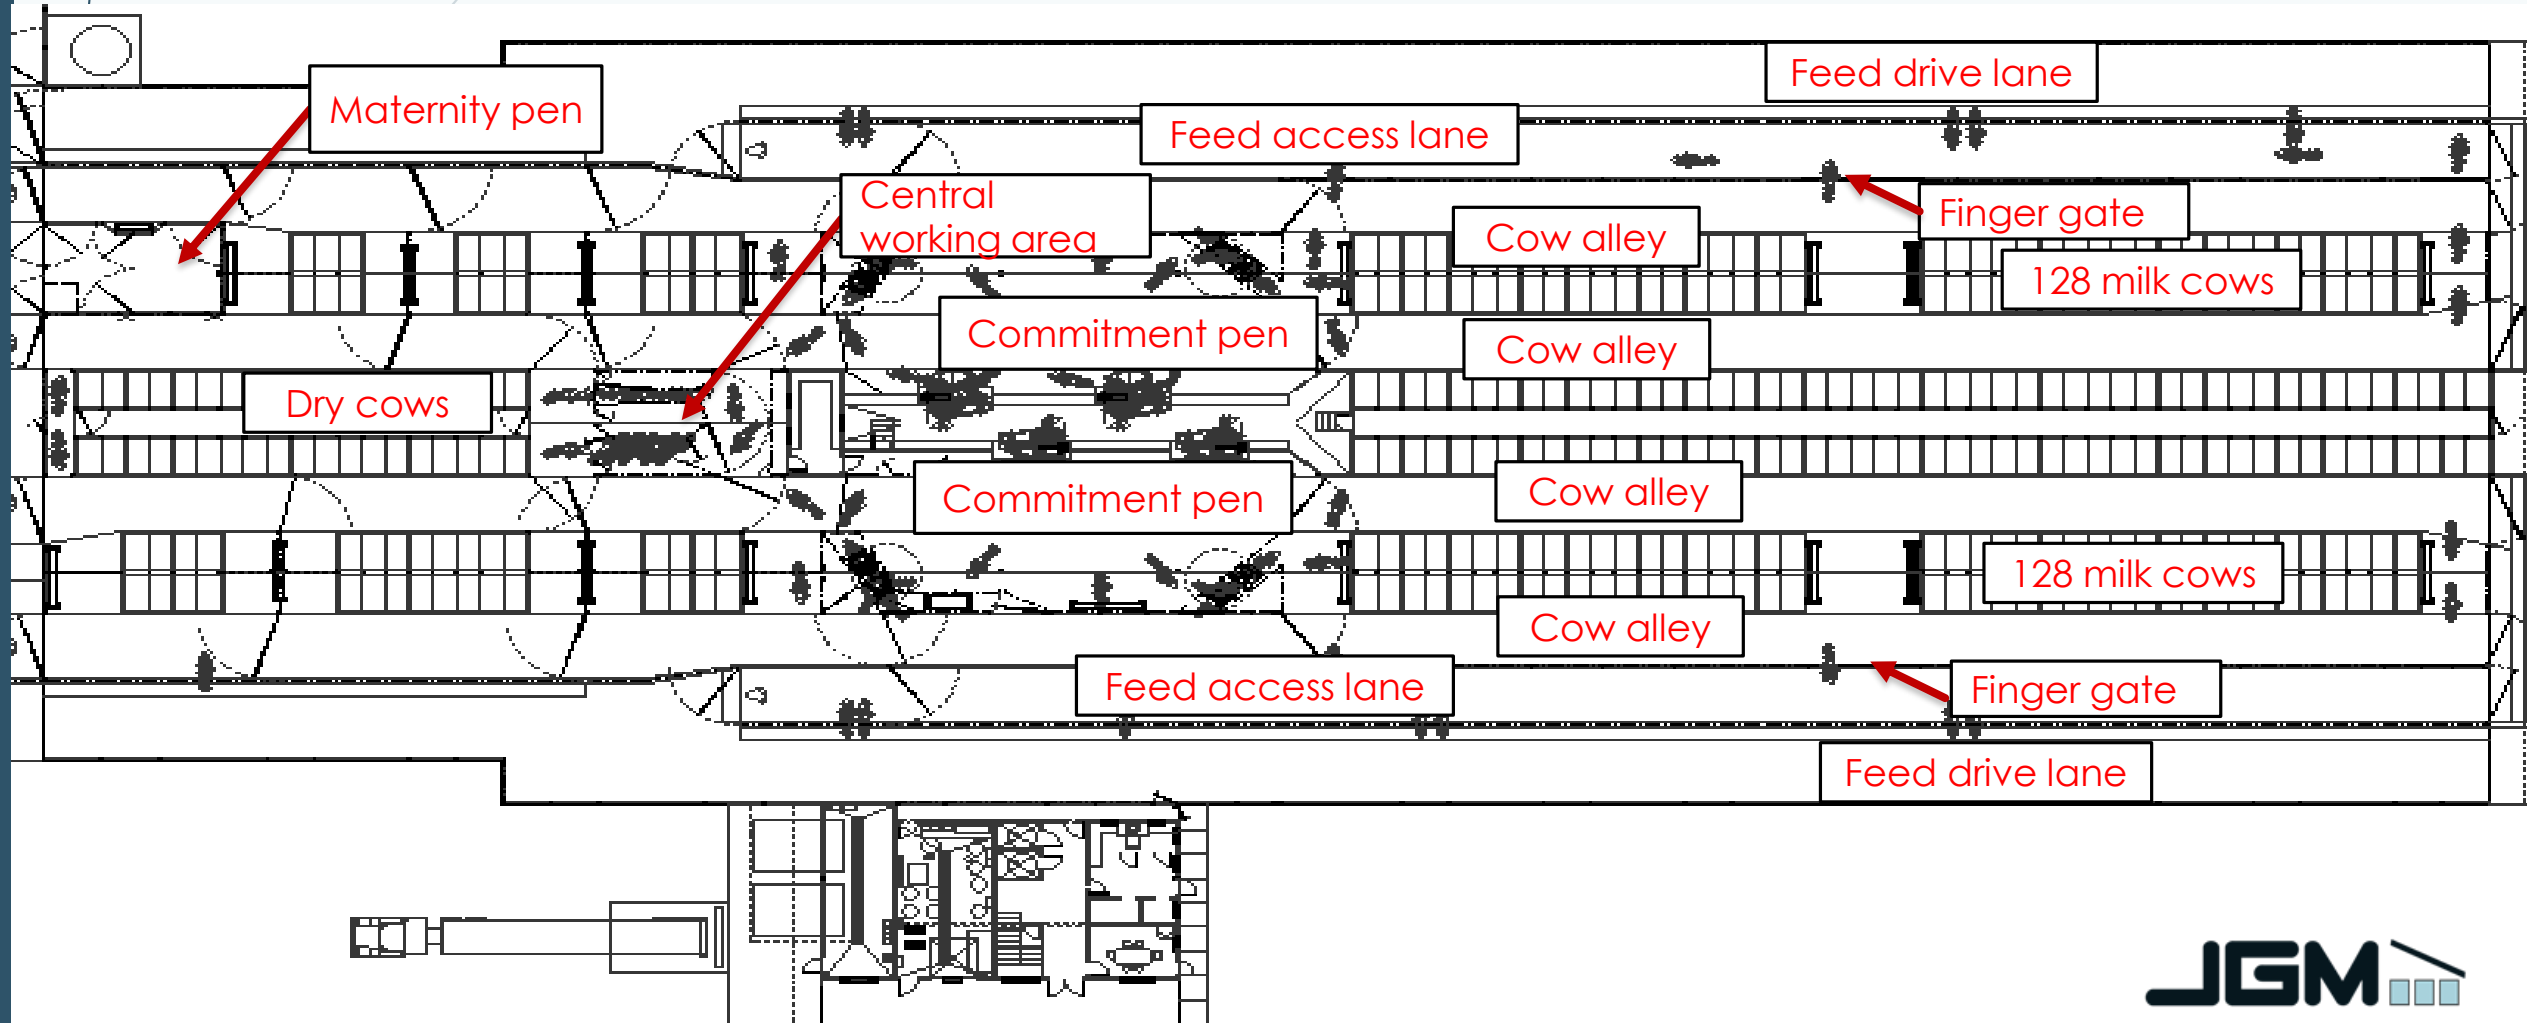 Feed drive lane
Maternity pen
Feed access lane
Central
working area
Finger gate
Cow alley
128 milk cows
Commitment pen
Cow alley
Dry cows
Commitment pen
Cow alley
128 milk cows
Cow alley
Feed access lane
Finger gate
Feed drive lane
JGM